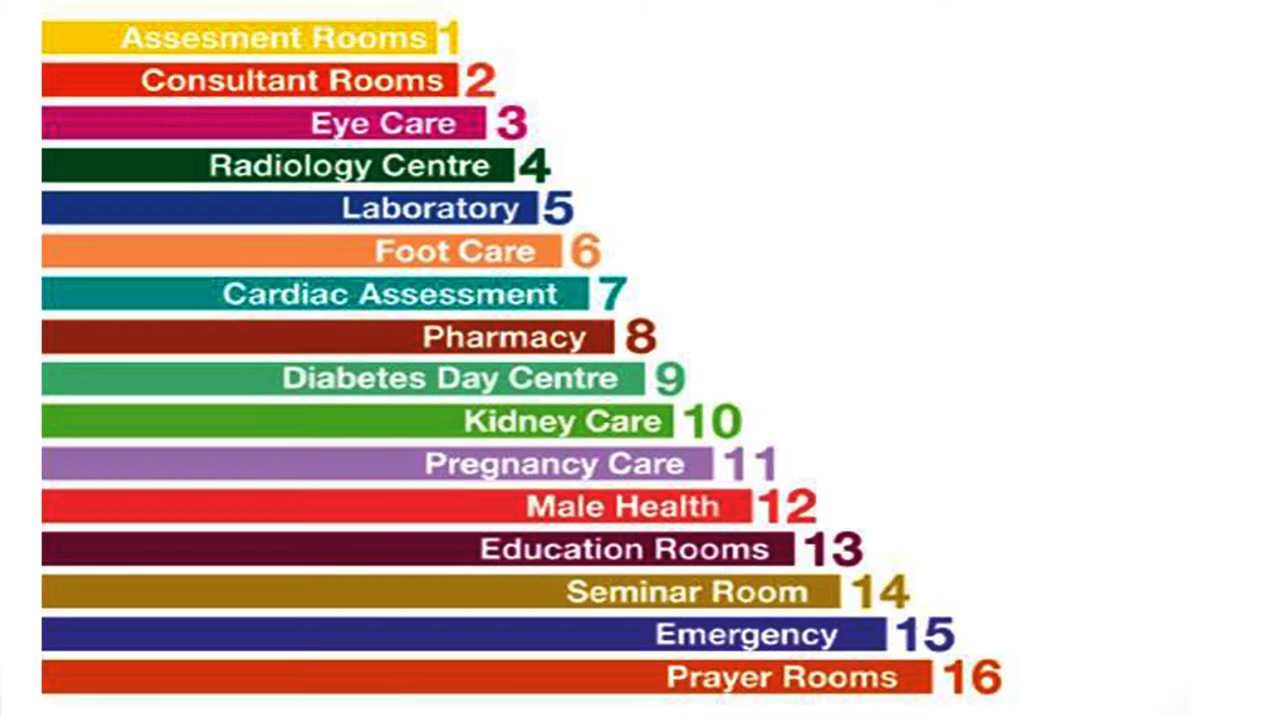 Assesment Rooms 1
Consultant Rooms 2
Eye Care 3
Radiology Centre 4
Laboratory 5
Foot Care 6
Cardiac Assessment 7
Pharmacy 8
Diabetes Day Centre 9
Kidney Care 10
Pregnancy Care 11
Male Health 12
Education Rooms 13
Seminar Room 14
Emergency 15
Prayer Rooms 16